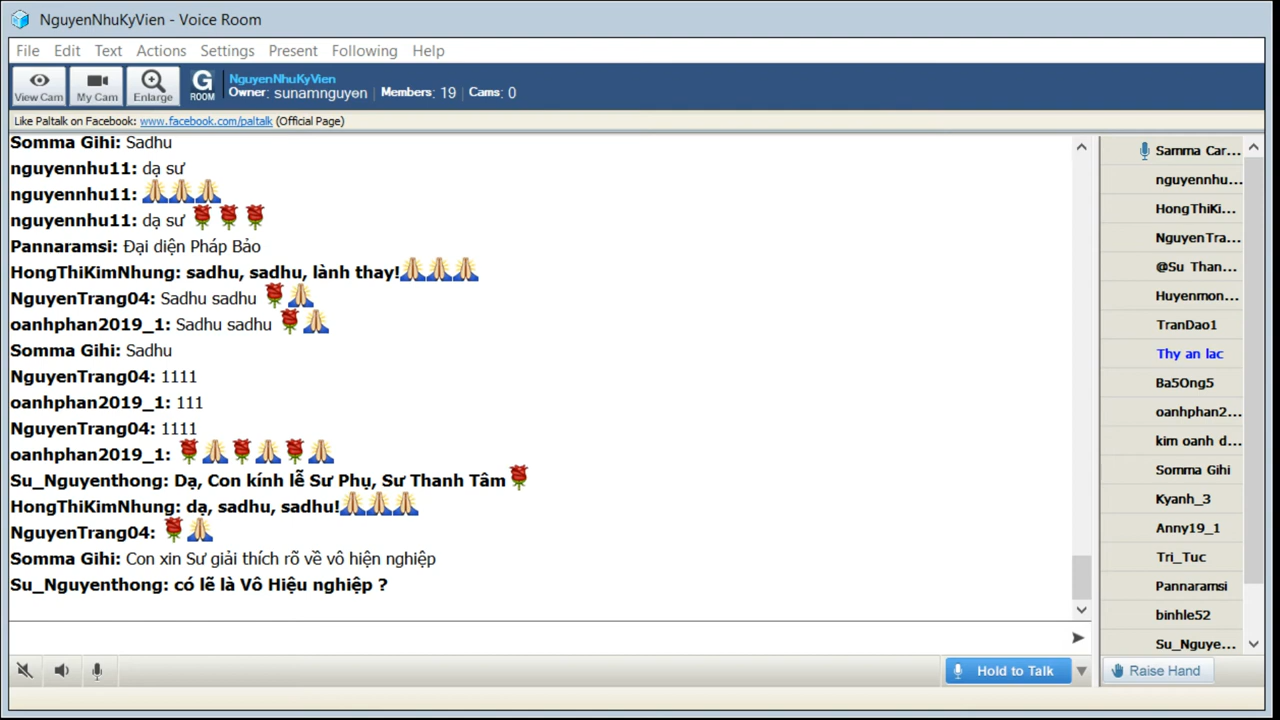 NguyenNhuKyVien - Voice Room
File Edit Text Actions Settings Present Following Help
View Cam My Cam Enlarge G ROOM NguyenNhuKyVien
Owner: sunamnguyen | Members: 19 | Cams: 0
Like Paltalk on Facebook: www.facebook.com/paltalk (Official Page)
Somma Gihi: Sadhu
nguyennhu11: dạ sư
nguyennhu11:
nguyennhu11: dạ sư
Pannaramsi: Đại diện Pháp Bảo
HongThiKimNhung: sadhu, sadhu, lành thay!
NguyenTrang04: Sadhu sadhu
oanhphan2019_1: Sadhu sadhu
Somma Gihi: Sadhu
NguyenTrang04: 1111
oanhphan2019_1: 111
NguyenTrang04: 1111
oanhphan2019_1:
Su_Nguyenthong: Dạ, Con kính lễ Sư Phụ, Sư Thanh Tâm
HongThiKimNhung: dạ, sadhu, sadhu!
NguyenTrang04:
Somma Gihi: Con xin Sư giải thích rõ về vô hiện nghiệp
Su_Nguyenthong: có lẽ là Vô Hiệu nghiệp ?
Samma Car...
nguyennhu...
HongThiKi...
NguyenTra...
@Su Than...
Huyenmon...
TranDao1
Thy an lac
Ba5Ong5
oanhphan2...
kim oanh d...
Somma Gihi
Kyanh_3
Anny19_1
Tri_Tuc
Pannaramsi
binhle52
Su_Nguye...
Hold to Talk
Raise Hand